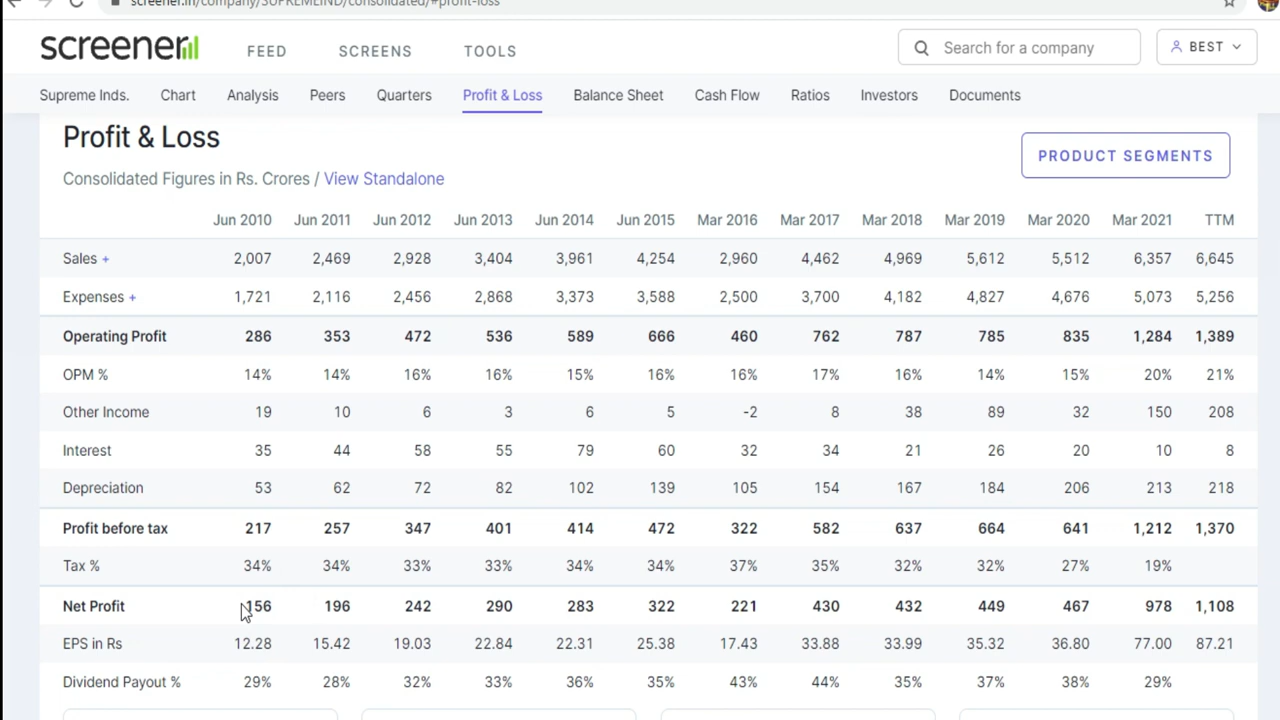 screener.in/company/SUPREMEIND/consolidated/#profit-loss
screener FEED SCREENS TOOLS Search for a company BEST
Supreme Inds. Chart Analysis Peers Quarters Profit & Loss Balance Sheet Cash Flow Ratios Investors Documents
Profit & Loss
PRODUCT SEGMENTS
Consolidated Figures in Rs. Crores / View Standalone
Jun 2010 Jun 2011 Jun 2012 Jun 2013 Jun 2014 Jun 2015 Mar 2016 Mar 2017 Mar 2018 Mar 2019 Mar 2020 Mar 2021 TTM
Sales + 2,007 2,469 2,928 3,404 3,961 4,254 2,960 4,462 4,969 5,612 5,512 6,357 6,645
Expenses + 1,721 2,116 2,456 2,868 3,373 3,588 2,500 3,700 4,182 4,827 4,676 5,073 5,256
Operating Profit 286 353 472 536 589 666 460 762 787 785 835 1,284 1,389
OPM % 14% 14% 16% 16% 15% 16% 16% 17% 16% 14% 15% 20% 21%
Other Income 19 10 6 3 6 5 -2 8 38 89 32 150 208
Interest 35 44 58 55 79 60 32 34 21 26 20 10 8
Depreciation 53 62 72 82 102 139 105 154 167 184 206 213 218
Profit before tax 217 257 347 401 414 472 322 582 637 664 641 1,212 1,370
Tax % 34% 34% 33% 33% 34% 34% 37% 35% 32% 32% 27% 19%
Net Profit 156 196 242 290 283 322 221 430 432 449 467 978 1,108
EPS in Rs 12.28 15.42 19.03 22.84 22.31 25.38 17.43 33.88 33.99 35.32 36.80 77.00 87.21
Dividend Payout % 29% 28% 32% 33% 36% 35% 43% 44% 35% 37% 38% 29%